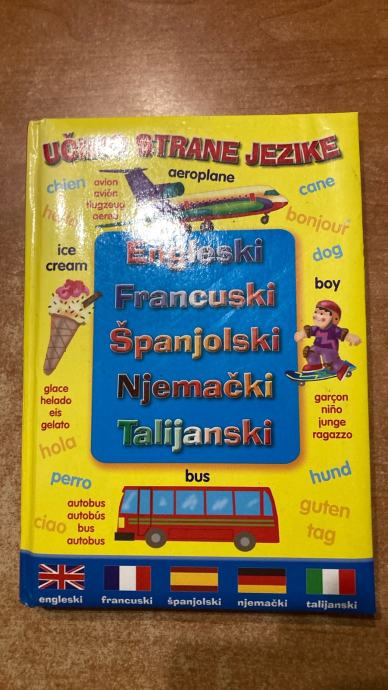 UČIMO STRANE JEZIKE
aeroplane
chien
avion
avión
flugzeug
aereo
cane
hello
bonjour
ice
cream
dog
boy
Engleski
Francuski
Španjolski
Njemački
Talijanski
glace
helado
eis
gelato
garçon
niño
junge
ragazzo
hola
perro
bus
hund
autobus
autobús
bus
autobus
ciao
guten
tag
engleski
francuski
španjolski
njemački
talijanski